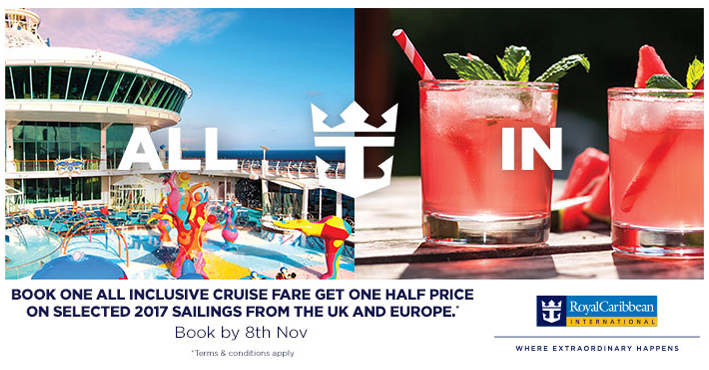 ALL IN
BOOK ONE ALL INCLUSIVE CRUISE FARE GET ONE HALF PRICE
ON SELECTED 2017 SAILINGS FROM THE UK AND EUROPE.*
Book by 8th Nov
*Terms & conditions apply
RoyalCaribbean
INTERNATIONAL
WHERE EXTRAORDINARY HAPPENS